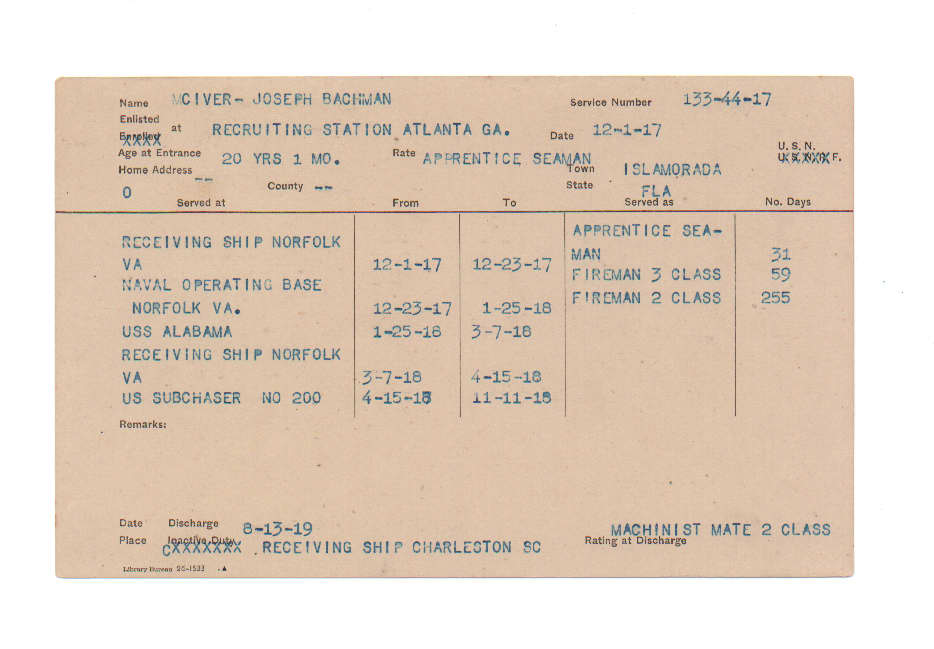 Name MCIVER- JOSEPH BACHMAN Service Number 133-44-17
Enlisted
Enrolled at RECRUITING STATION ATLANTA GA. Date 12-1-17
XXXX
U. S. N.
Age at Entrance 20 YRS 1 MO. Rate APPRENTICE SEAMAN U. S. N. R. F.
Home Address -- County -- Town ISLAMORADA
0 State FLA
Served at From To Served as No. Days
RECEIVING SHIP NORFOLK APPRENTICE SEA-
VA 12-1-17 12-23-17 MAN 31
NAVAL OPERATING BASE FIREMAN 3 CLASS 59
NORFOLK VA. 12-23-17 1-25-18 FIREMAN 2 CLASS 255
USS ALABAMA 1-25-18 3-7-18
RECEIVING SHIP NORFOLK
VA 3-7-18 4-15-18
US SUBCHASER NO 200 4-15-18 11-11-18
Remarks:
Date Discharge 8-13-19 MACHINIST MATE 2 CLASS
Place Inactive Duty CXXXXXXX . RECEIVING SHIP CHARLESTON SC Rating at Discharge
Library Bureau 26-1533